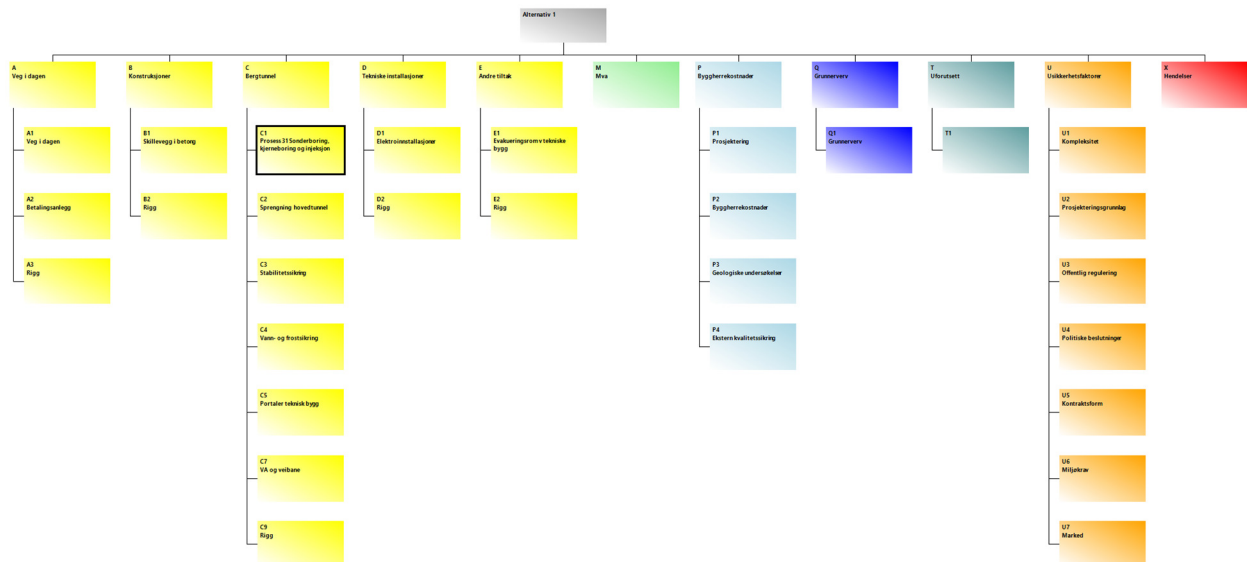 Alternativ 1
A
Veg i dagen
B
Konstruksjoner
C
Bergtunnel
D
Tekniske installasjoner
E
Andre tiltak
M
Mva
P
Byggherrekostnader
Q
Grunnerverv
T
Uforutsett
U
Usikkerhetsfaktorer
X
Hendelser
A1
Veg i dagen
A2
Betalingsanlegg
A3
Rigg
B1
Skillevegg i betong
B2
Rigg
C1
Prosess 31 Sonderboring,
kjerneboring og injeksjon
C2
Sprengning hovedtunnel
C3
Stabilitetssikring
C4
Vann- og frostsikring
C5
Portaler teknisk bygg
C7
VA og veibane
C9
Rigg
D1
Elektroinstallasjoner
D2
Rigg
E1
Evakueringsrom v tekniske
bygg
E2
Rigg
P1
Prosjektering
P2
Byggherrekostnader
P3
Geologiske undersøkelser
P4
Ekstern kvalitetssikring
Q1
Grunnerverv
T1
U1
Kompleksitet
U2
Prosjekteringsgrunnlag
U3
Offentlig regulering
U4
Politiske beslutninger
U5
Kontraktsform
U6
Miljøkrav
U7
Marked